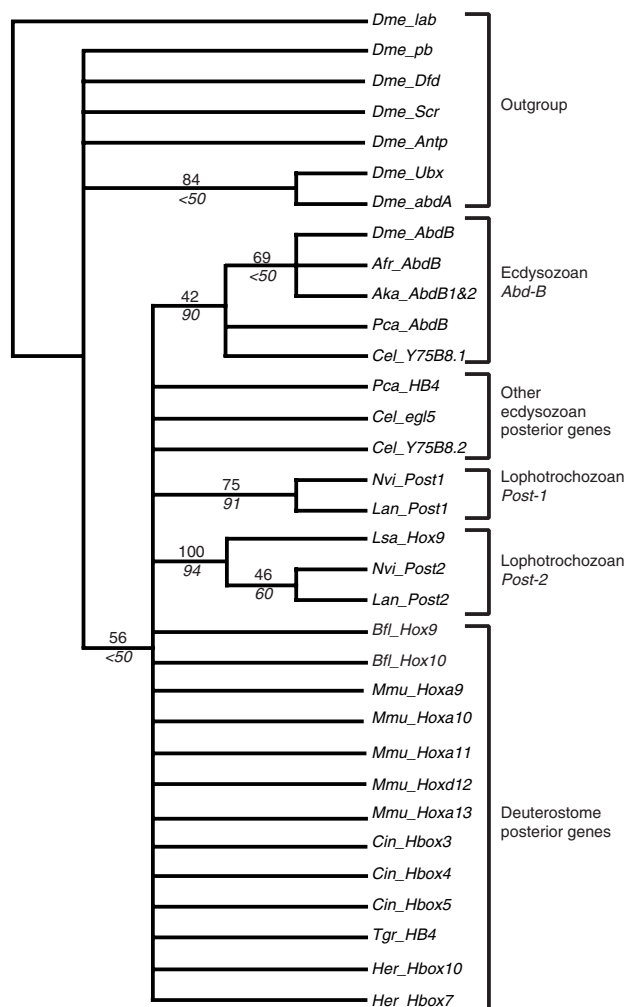 Dme_lab
Dme_pb
Dme_Dfd
Dme_Scr
Dme_Antp
84
<50
Dme_Ubx
Dme_abdA
Outgroup
Dme_AbdB
69
<50
Afr_AbdB
Aka_AbdB1&2
42
90
Pca_AbdB
Cel_Y75B8.1
Ecdysozoan
Abd-B
Pca_HB4
Cel_egl5
Cel_Y75B8.2
Other
ecdysozoan
posterior genes
75
91
Nvi_Post1
Lan_Post1
Lophotrochozoan
Post-1
Lsa_Hox9
100
94
46
60
Nvi_Post2
Lan_Post2
Lophotrochozoan
Post-2
56
<50
Bfl_Hox9
Bfl_Hox10
Mmu_Hoxa9
Mmu_Hoxa10
Mmu_Hoxa11
Mmu_Hoxd12
Mmu_Hoxa13
Cin_Hbox3
Cin_Hbox4
Cin_Hbox5
Tgr_HB4
Her_Hbox10
Her_Hbox7
Deuterostome
posterior genes